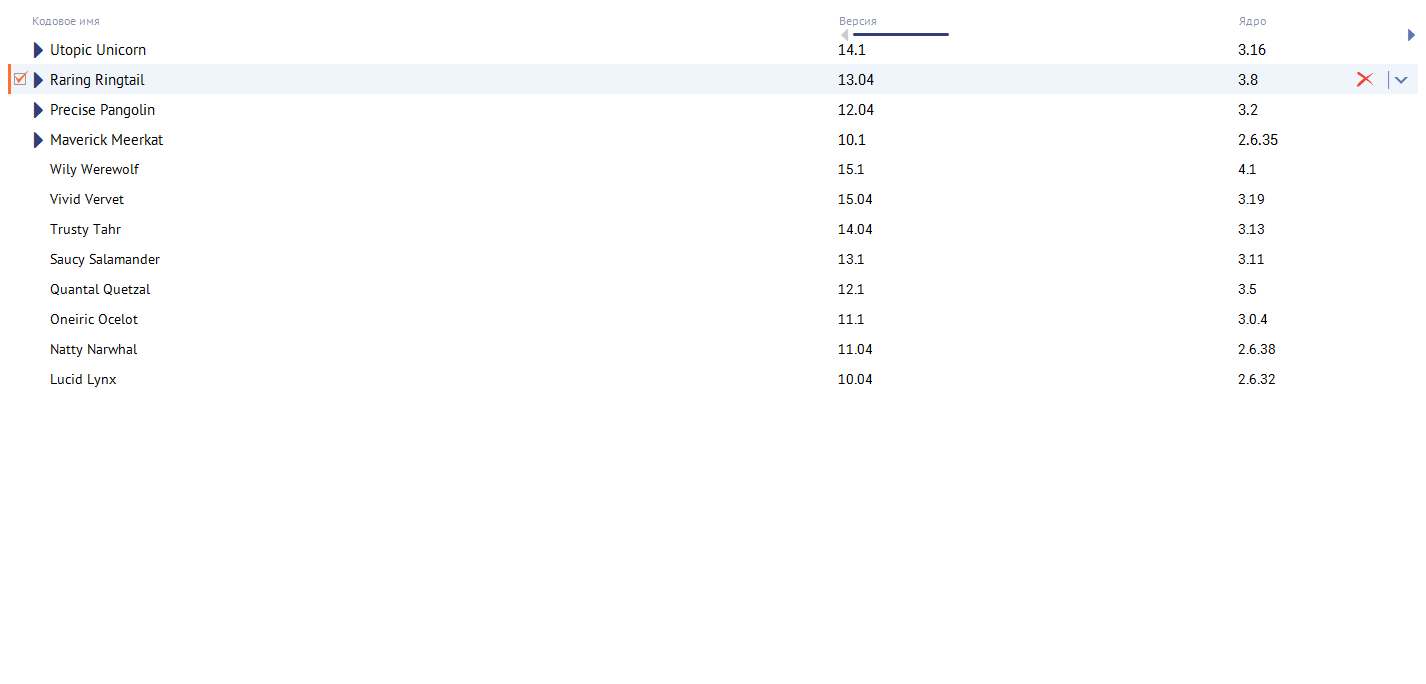 Кодовое имя Версия Ядро
Utopic Unicorn 14.1 3.16
Raring Ringtail 13.04 3.8
Precise Pangolin 12.04 3.2
Maverick Meerkat 10.1 2.6.35
Wily Werewolf 15.1 4.1
Vivid Vervet 15.04 3.19
Trusty Tahr 14.04 3.13
Saucy Salamander 13.1 3.11
Quantal Quetzal 12.1 3.5
Oneiric Ocelot 11.1 3.0.4
Natty Narwhal 11.04 2.6.38
Lucid Lynx 10.04 2.6.32